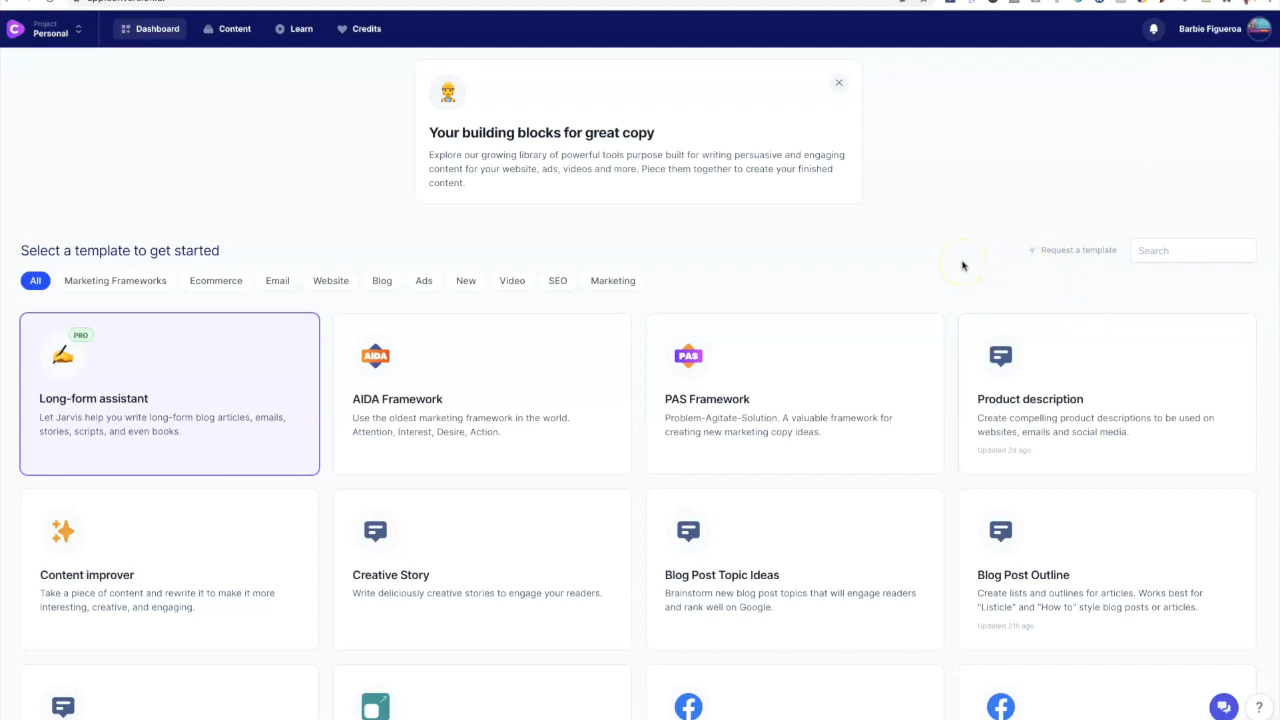 Project
Personal
Dashboard
Content
Learn
Credits
Barbie Figueroa
Your building blocks for great copy
Explore our growing library of powerful tools purpose built for writing persuasive and engaging
content for your website, ads, videos and more. Piece them together to create your finished
content.
Select a template to get started
Request a template
Search
All
Marketing Frameworks
Ecommerce
Email
Website
Blog
Ads
New
Video
SEO
Marketing
PRO
Long-form assistant
Let Jarvis help you write long-form blog articles, emails,
stories, scripts, and even books.
AIDA
AIDA Framework
Use the oldest marketing framework in the world.
Attention, Interest, Desire, Action.
PAS
PAS Framework
Problem-Agitate-Solution. A valuable framework for
creating new marketing copy ideas.
Product description
Create compelling product descriptions to be used on
websites, emails and social media.
Updated 2d ago
Content improver
Take a piece of content and rewrite it to make it more
interesting, creative, and engaging.
Creative Story
Write deliciously creative stories to engage your readers.
Blog Post Topic Ideas
Brainstorm new blog post topics that will engage readers
and rank well on Google.
Blog Post Outline
Create lists and outlines for articles. Works best for
"Listicle" and "How to" style blog posts or articles.
Updated 21h ago
?